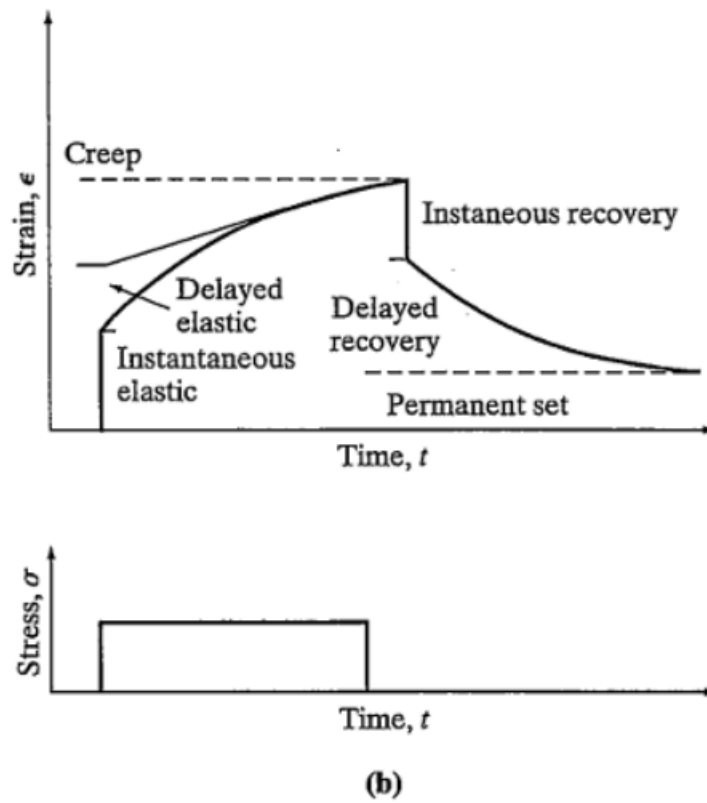 Strain, ϵ
Creep
Instaneous recovery
Delayed
elastic
Instantaneous
elastic
Delayed
recovery
Permanent set
Time, t
Stress, σ
Time, t
(b)